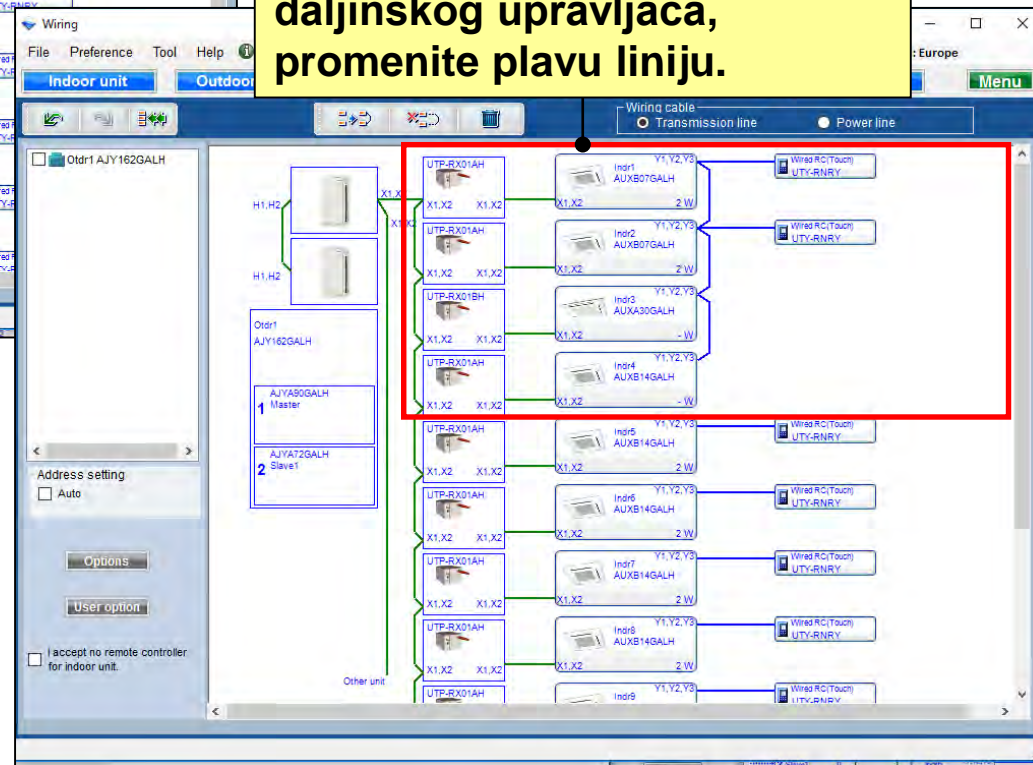 daljinskog upravljača,
promenite plavu liniju.
Wiring
File Preference Tool Help
: Europe
Indoor unit
Menu
Wiring cable
Transmission line Power line
Otdr1 AJY162GALH
Address setting
Auto
Options
User option
I accept no remote controller
for indoor unit.
H1,H2
H1,H2
Otdr1
AJY162GALH
AJYA90GALH
1 Master
AJYA72GALH
2 Slave1
Other unit
UTP-RX01AH
X1,X2 X1,X2
Indr1 Y1,Y2,Y3
AUXB07GALH
X1,X2 2 W
Wired RC(Touch)
UTY-RNRY
UTP-RX01AH
X1,X2 X1,X2
Indr2 Y1,Y2,Y3
AUXB07GALH
X1,X2 2 W
Wired RC(Touch)
UTY-RNRY
UTP-RX01BH
X1,X2 X1,X2
Indr3 Y1,Y2,Y3
AUXA30GALH
X1,X2 - W
UTP-RX01AH
X1,X2 X1,X2
Indr4 Y1,Y2,Y3
AUXB14GALH
X1,X2 - W
UTP-RX01AH
X1,X2 X1,X2
Indr5 Y1,Y2,Y3
AUXB14GALH
X1,X2 2 W
Wired RC(Touch)
UTY-RNRY
UTP-RX01AH
X1,X2 X1,X2
Indr6 Y1,Y2,Y3
AUXB14GALH
X1,X2 2 W
Wired RC(Touch)
UTY-RNRY
UTP-RX01AH
X1,X2 X1,X2
Indr7 Y1,Y2,Y3
AUXB14GALH
X1,X2 2 W
Wired RC(Touch)
UTY-RNRY
UTP-RX01AH
X1,X2 X1,X2
Indr8 Y1,Y2,Y3
AUXB14GALH
X1,X2 2 W
Wired RC(Touch)
UTY-RNRY
UTP-RX01AH
Indr9 Y1,Y2,Y3
Wired RC(Touch)
UTY-RNRY